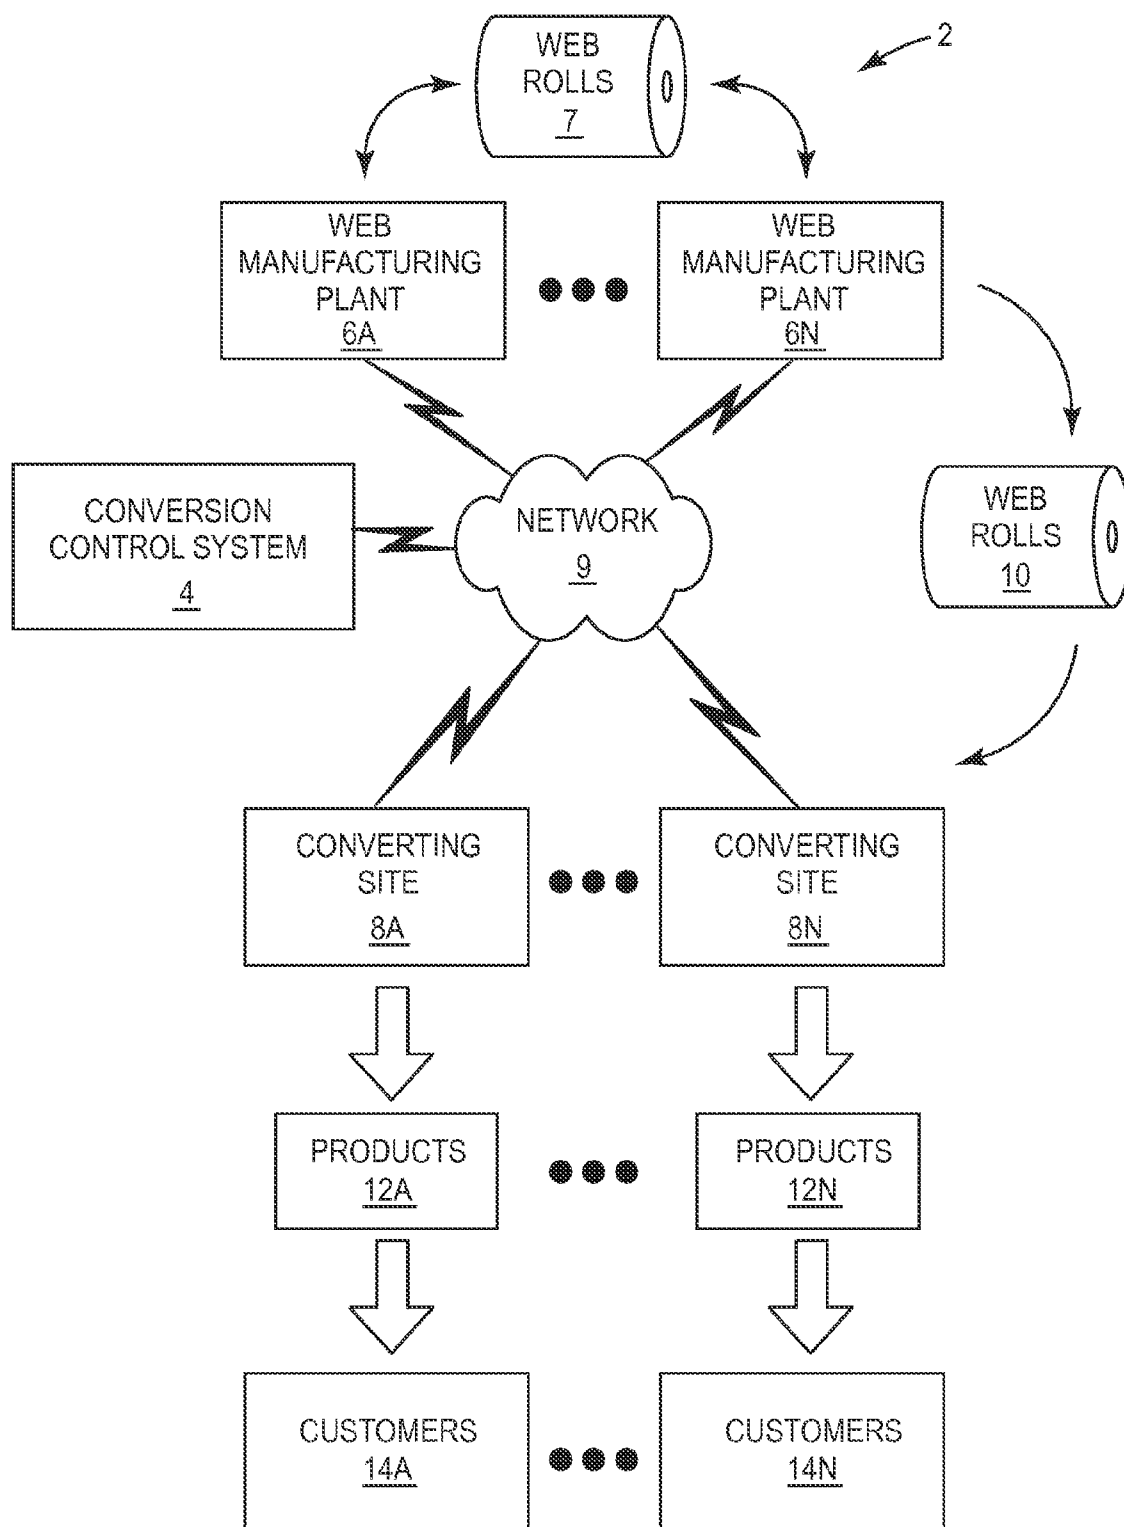 WEB
ROLLS
7
2
WEB
MANUFACTURING
PLANT
6A
WEB
MANUFACTURING
PLANT
6N
CONVERSION
CONTROL SYSTEM
4
NETWORK
9
WEB
ROLLS
10
CONVERTING
SITE
8A
CONVERTING
SITE
8N
PRODUCTS
12A
PRODUCTS
12N
CUSTOMERS
14A
CUSTOMERS
14N